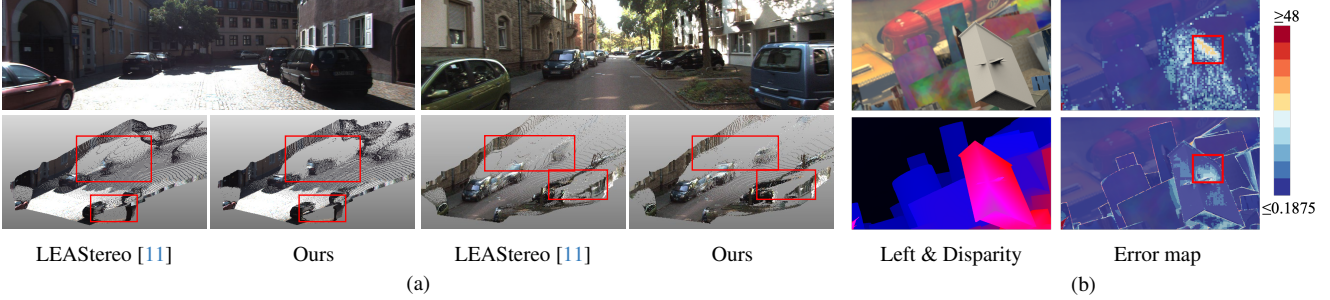 ≥48
≤0.1875
LEAStereo [11]
Ours
LEAStereo [11]
Ours
Left & Disparity
Error map
(a)
(b)